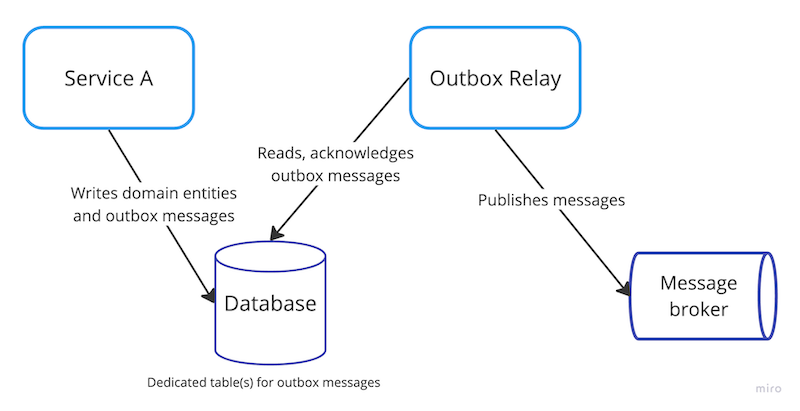 Service A
Outbox Relay
Reads, acknowledges
outbox messages
Writes domain entities
and outbox messages
Publishes messages
Database
Message
broker
Dedicated table(s) for outbox messages
miro